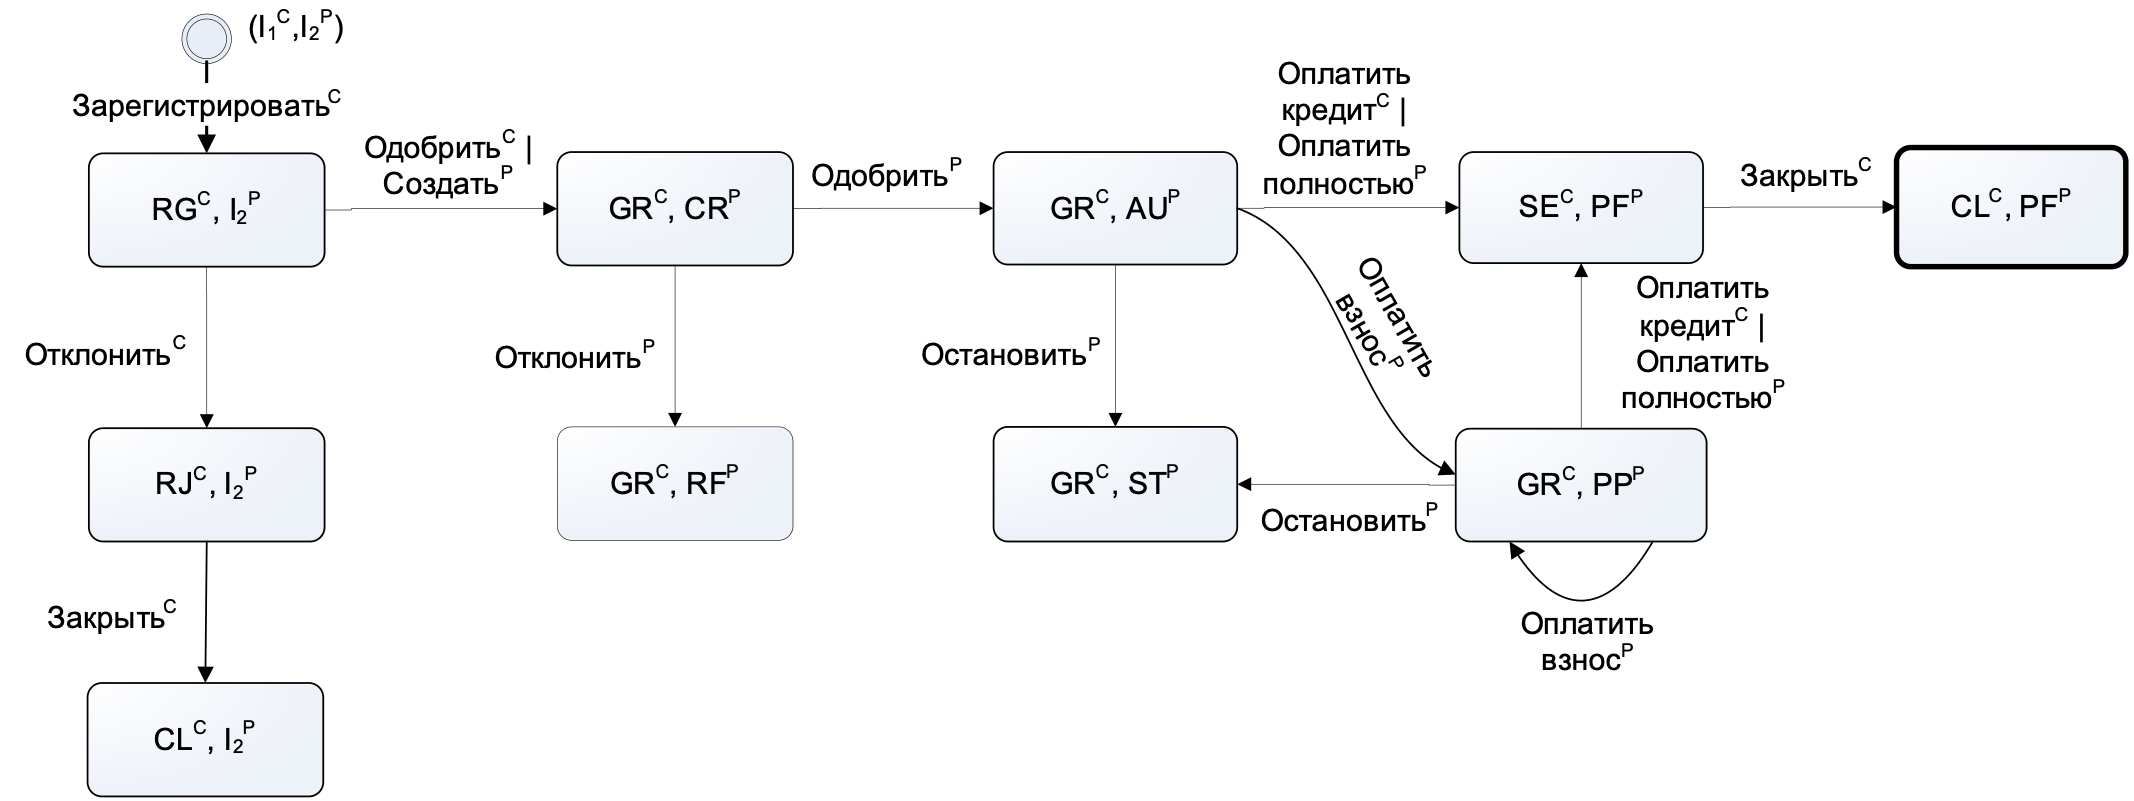 (I₁ᶜ,I₂ᴾ)
Зарегистрироватьᶜ
Одобритьᶜ |
Создатьᴾ
Одобритьᴾ
Оплатить
кредитᶜ |
Оплатить
полностьюᴾ
Закрытьᶜ
RGᶜ, I₂ᴾ
GRᶜ, CRᴾ
GRᶜ, AUᴾ
SEᶜ, PFᴾ
CLᶜ, PFᴾ
Отклонитьᶜ
Отклонитьᴾ
Остановитьᴾ
Оплатить
взносᴾ
Оплатить
кредитᶜ |
Оплатить
полностьюᴾ
RJᶜ, I₂ᴾ
GRᶜ, RFᴾ
GRᶜ, STᴾ
Остановитьᴾ
GRᶜ, PPᴾ
Закрытьᶜ
Оплатить
взносᴾ
CLᶜ, I₂ᴾ